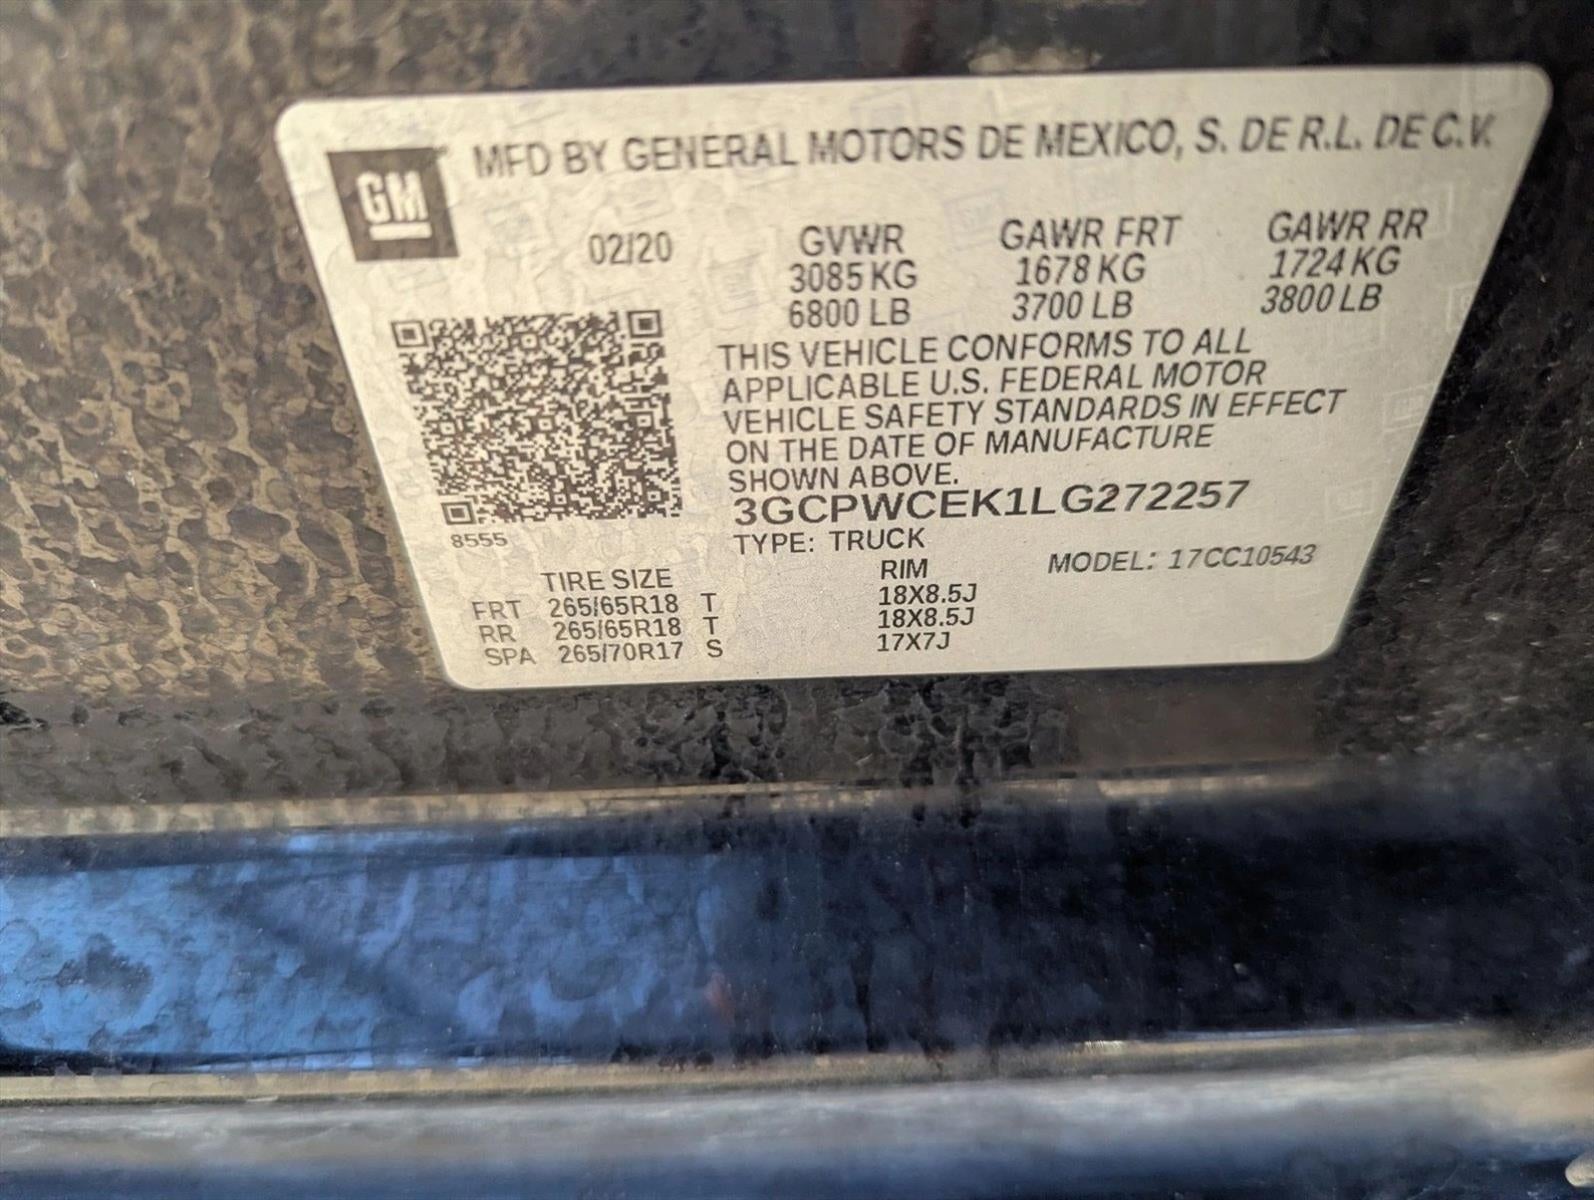 GM
MFD BY GENERAL MOTORS DE MEXICO, S. DE R.L. DE C.V.
02/20 GVWR GAWR FRT GAWR RR
3085 KG 1678 KG 1724 KG
6800 LB 3700 LB 3800 LB
THIS VEHICLE CONFORMS TO ALL
APPLICABLE U.S. FEDERAL MOTOR
VEHICLE SAFETY STANDARDS IN EFFECT
ON THE DATE OF MANUFACTURE
SHOWN ABOVE.
3GCPWCEK1LG272257
8555
TYPE: TRUCK
MODEL: 17CC10543
TIRE SIZE RIM
FRT 265/65R18 T 18X8.5J
RR 265/65R18 T 18X8.5J
SPA 265/70R17 S 17X7J